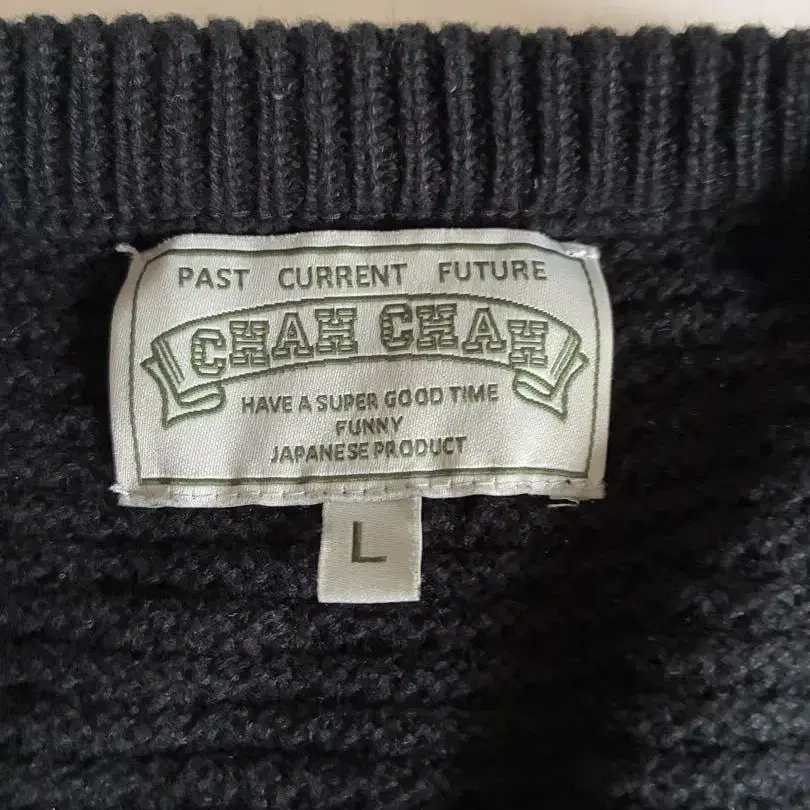 PAST CURRENT FUTURE
CHAH CHAH
HAVE A SUPER GOOD TIME
FUNNY
JAPANESE PRODUCT
L